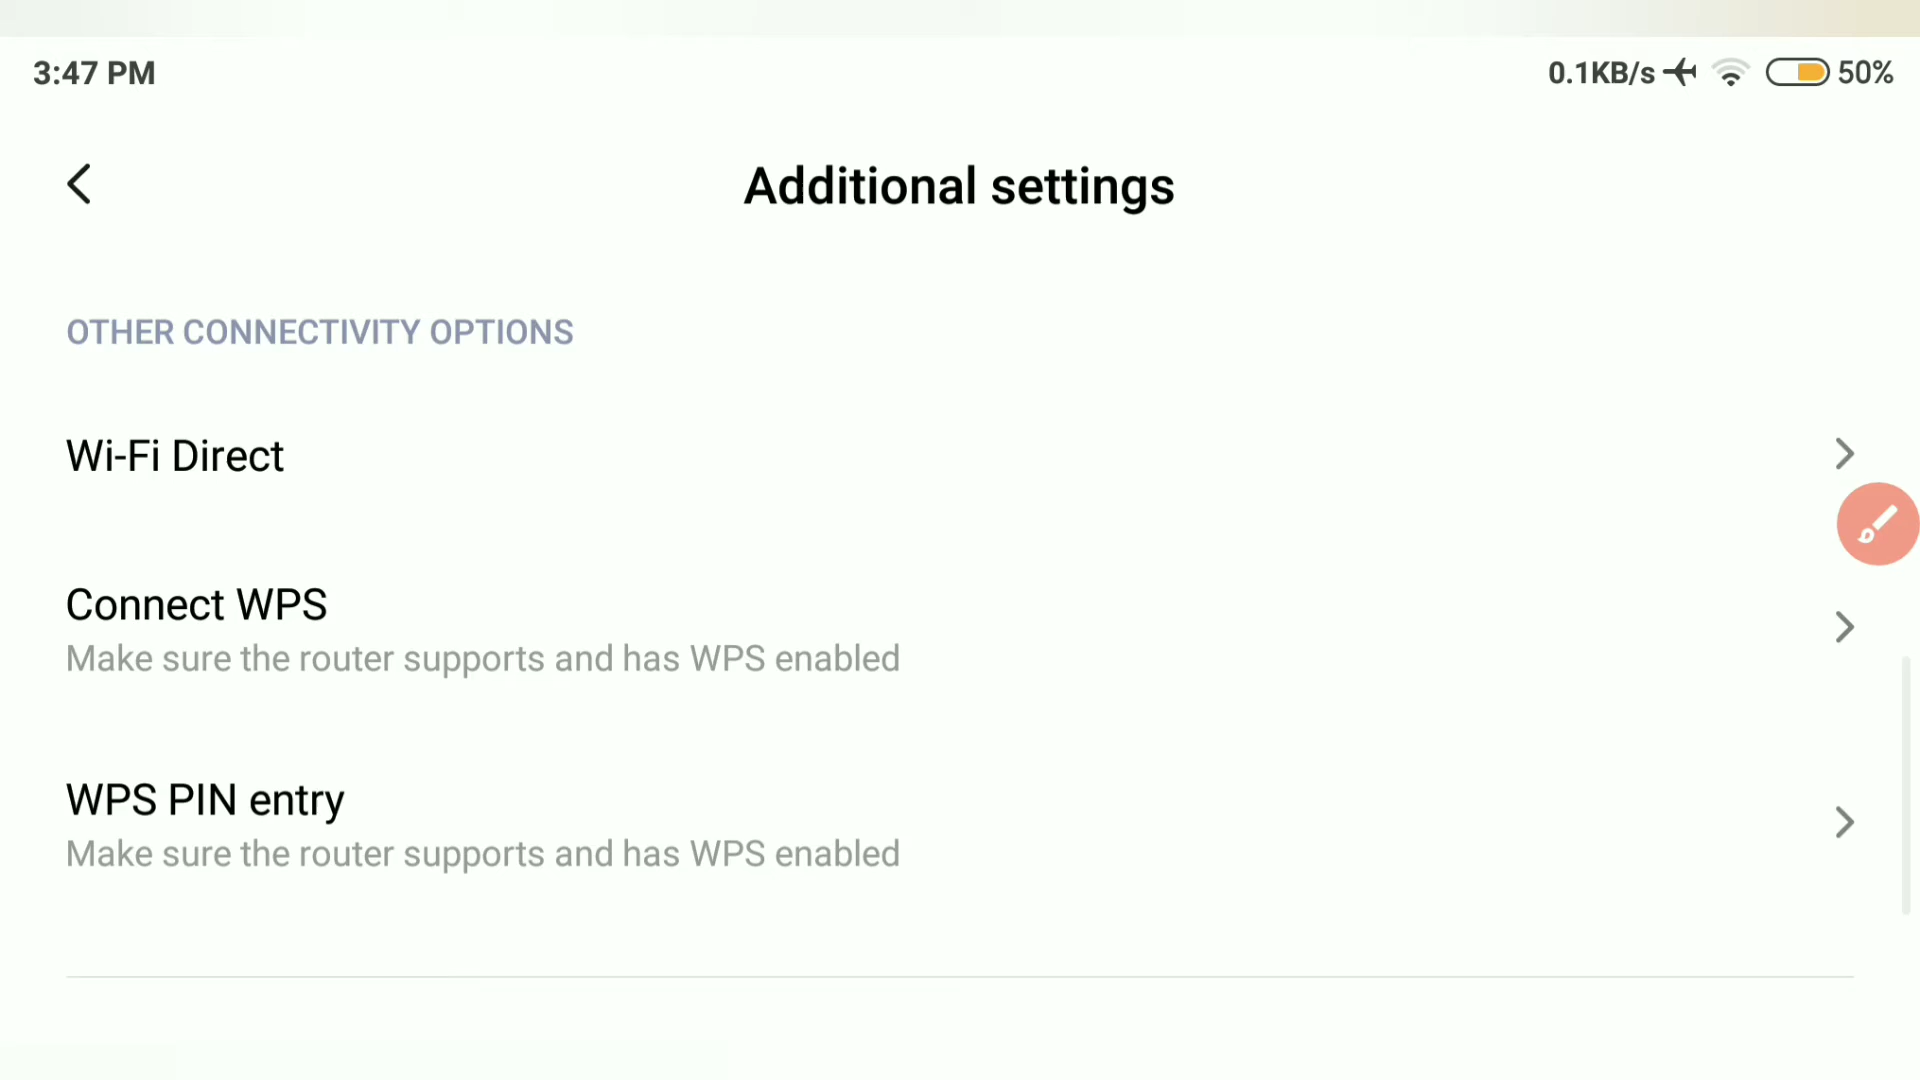 3:47 PM
0.1KB/s
50%
Additional settings
OTHER CONNECTIVITY OPTIONS
Wi-Fi Direct
Connect WPS
Make sure the router supports and has WPS enabled
WPS PIN entry
Make sure the router supports and has WPS enabled